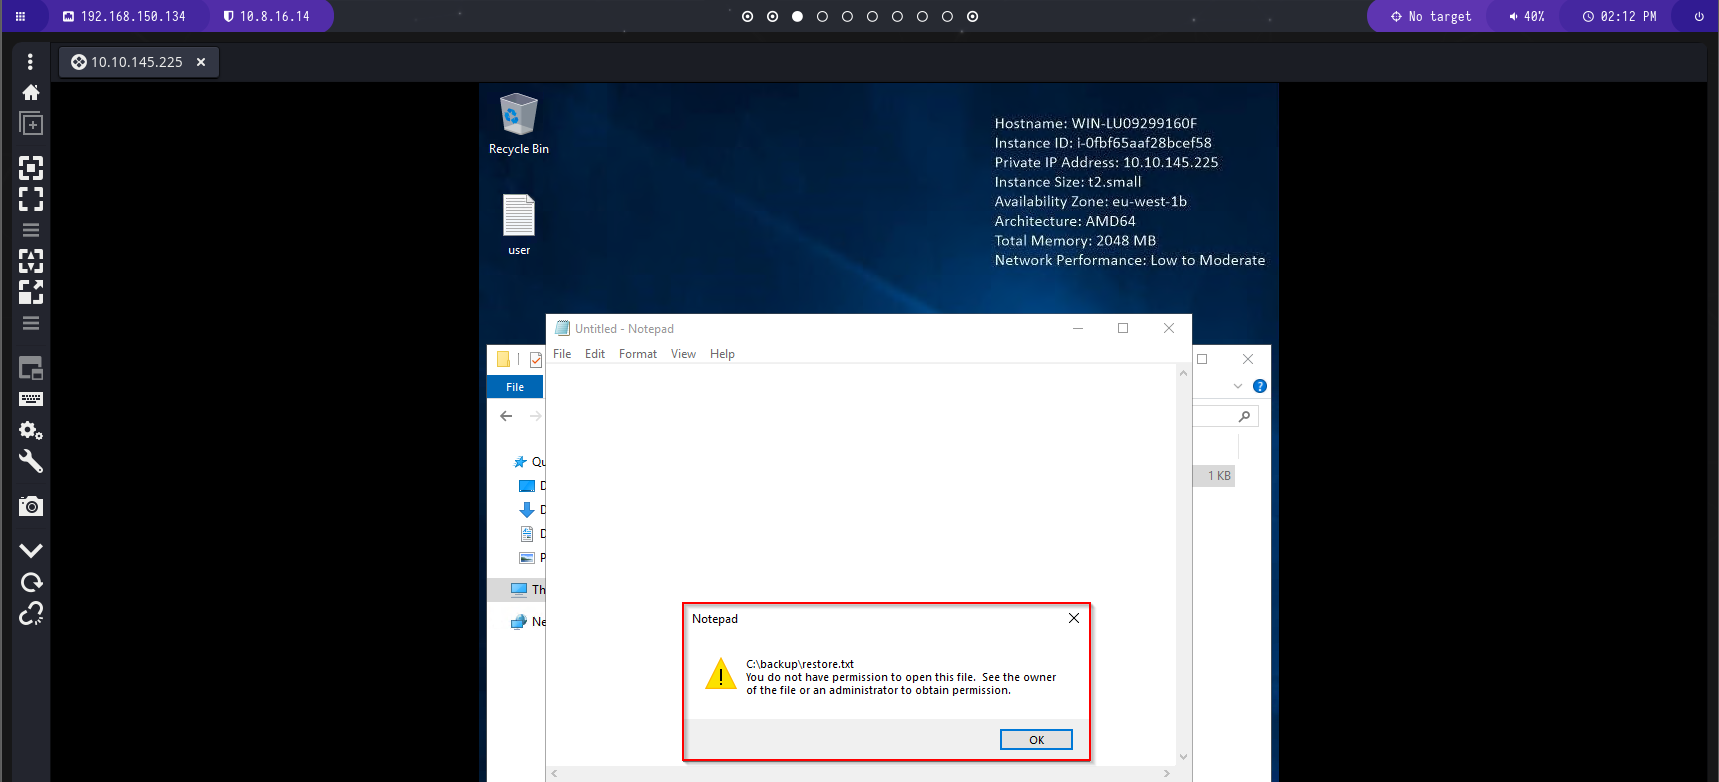 192.168.150.134
10.8.16.14
No target
40%
02:12 PM
10.10.145.225
Recycle Bin
user
Hostname: WIN-LU09299160F
Instance ID: i-0fbf65aaf28bcef58
Private IP Address: 10.10.145.225
Instance Size: t2.small
Availability Zone: eu-west-1b
Architecture: AMD64
Total Memory: 2048 MB
Network Performance: Low to Moderate
Untitled - Notepad
File Edit Format View Help
File
Qu
D
D
D
P
Th
Ne
1 KB
Notepad
C:\backup\restore.txt
You do not have permission to open this file. See the owner
of the file or an administrator to obtain permission.
OK